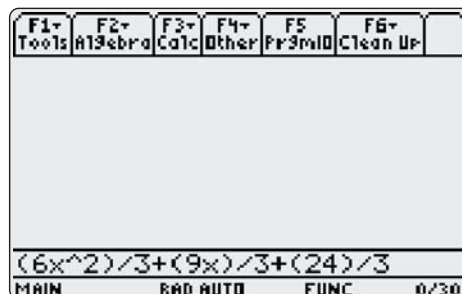 F1▾ F2▾ F3▾ F4▾ F5 F6▾
Tools Algebra Calc Other PrgmIO Clean Up
(6x^2)/3+(9x)/3+(24)/3
MAIN RAD AUTO FUNC 0/30